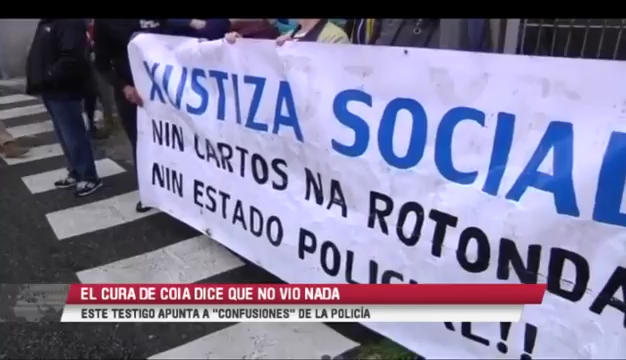 XUSTIZA SOCIAL
NIN CARTOS NA ROTONDA
NIN ESTADO POLICIAL!!
EL CURA DE COIA DICE QUE NO VIO NADA
ESTE TESTIGO APUNTA A "CONFUSIONES" DE LA POLICÍA